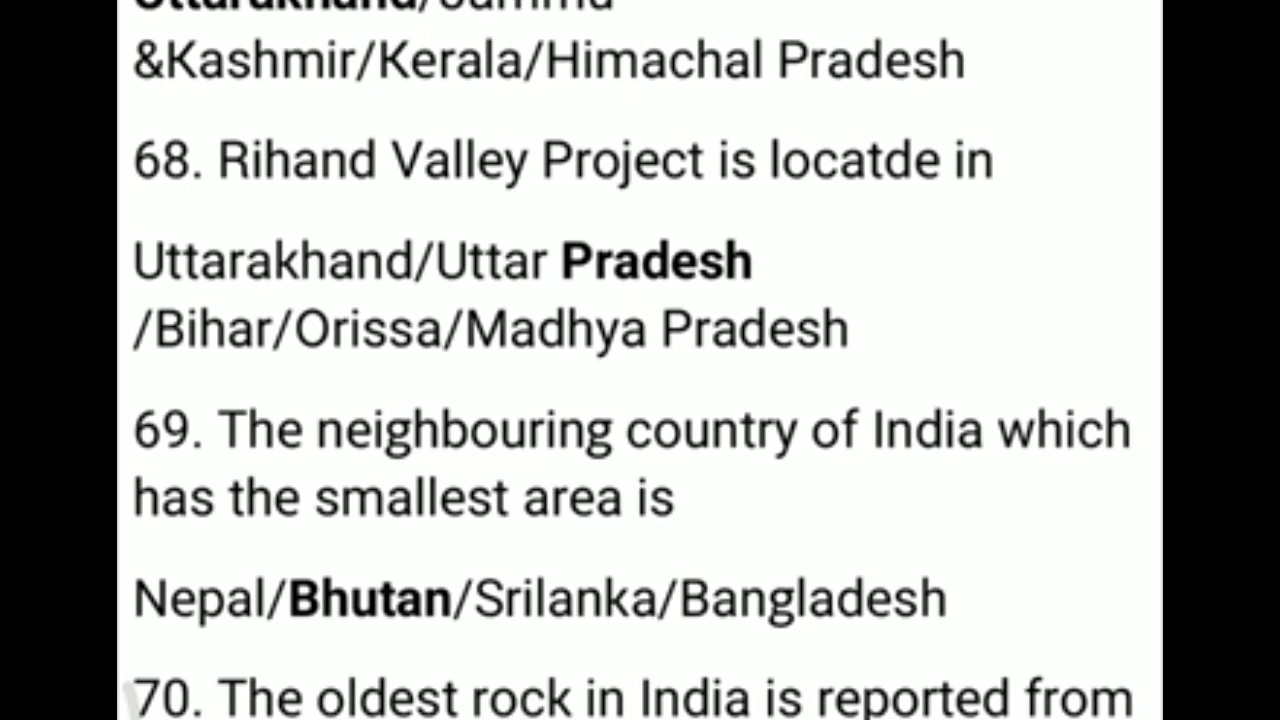 Uttarakhand/Jammu
&Kashmir/Kerala/Himachal Pradesh
68. Rihand Valley Project is locatde in
Uttarakhand/Uttar Pradesh
/Bihar/Orissa/Madhya Pradesh
69. The neighbouring country of India which
has the smallest area is
Nepal/Bhutan/Srilanka/Bangladesh
70. The oldest rock in India is reported from